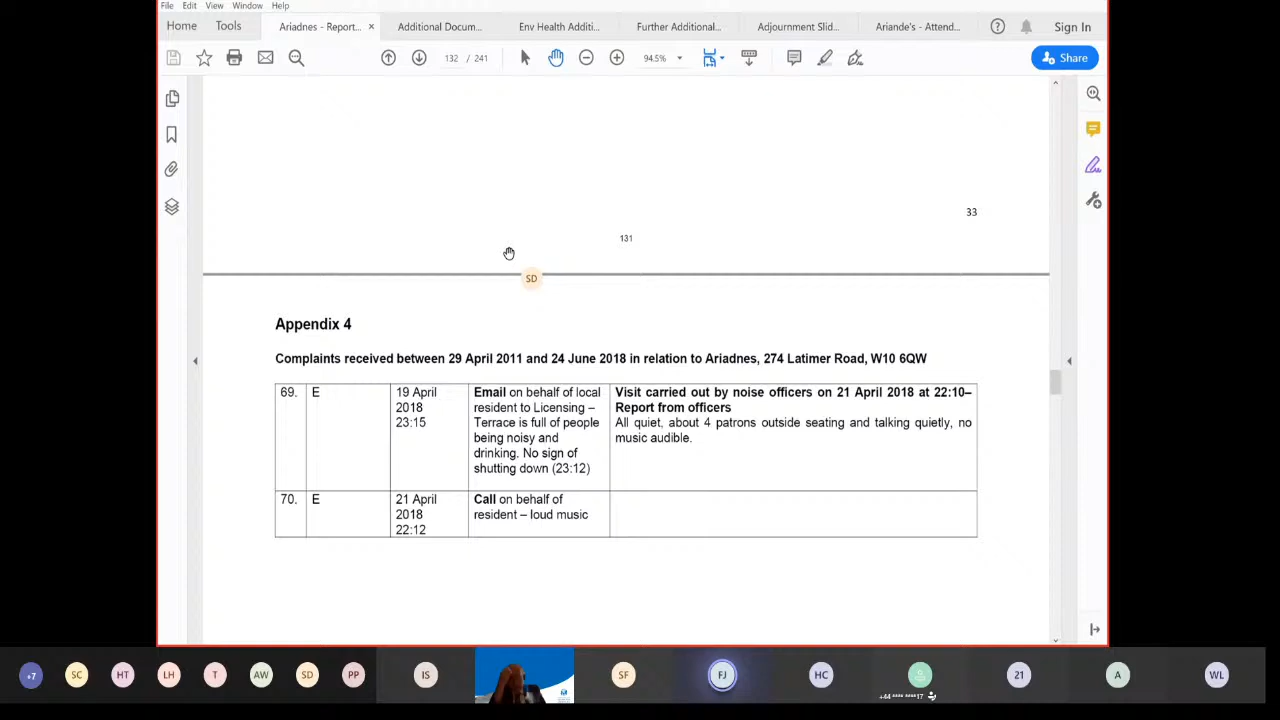 File Edit View Window Help
Home Tools Ariadnes - Report... × Additional Docum... Env Health Additi... Further Additional... Adjournment Slid... Ariande's - Attend... Sign In
132 / 241 94.5% Share
33
131
SD
Appendix 4
Complaints received between 29 April 2011 and 24 June 2018 in relation to Ariadnes, 274 Latimer Road, W10 6QW
69. E 19 April 2018 23:15
Email on behalf of local
resident to Licensing –
Terrace is full of people
being noisy and
drinking. No sign of
shutting down (23:12)
Visit carried out by noise officers on 21 April 2018 at 22:10–
Report from officers
All quiet, about 4 patrons outside seating and talking quietly, no
music audible.
70. E 21 April 2018 22:12
Call on behalf of
resident – loud music
+7 SC HT LH T AW SD PP IS SF FJ HC S 21 A WL
+44 **** ****17